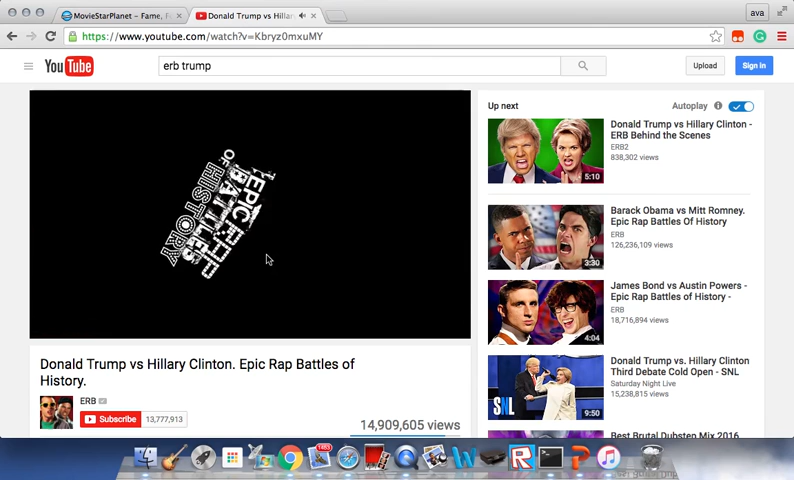 MovieStarPlanet - Fame, F
Donald Trump vs Hillar
ava
https://www.youtube.com/watch?v=Kbryz0mxuMY
YouTube
erb trump
Upload
Sign in
EPIC
RAP
BATTLES
OF
HISTORY
Up next
Autoplay
Donald Trump vs Hillary Clinton -
ERB Behind the Scenes
ERB2
838,302 views
5:10
Barack Obama vs Mitt Romney.
Epic Rap Battles Of History
ERB
126,236,109 views
3:30
James Bond vs Austin Powers -
Epic Rap Battles of History -
ERB
18,716,894 views
4:04
Donald Trump vs. Hillary Clinton
Third Debate Cold Open - SNL
Saturday Night Live
15,238,815 views
SNL
9:50
Best Brutal Dubstep Mix 2016
Donald Trump vs Hillary Clinton. Epic Rap Battles of
History.
ERB
Subscribe
13,777,913
14,909,605 views
1483